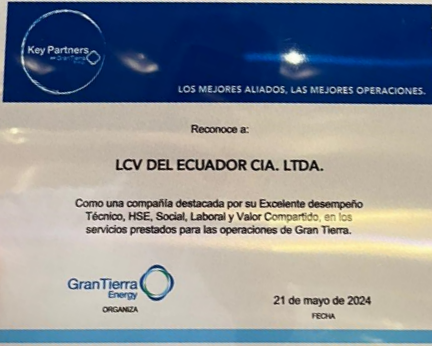 Key Partners
en GranTierra
LOS MEJORES ALIADOS, LAS MEJORES OPERACIONES.
Reconoce a:
LCV DEL ECUADOR CIA. LTDA.
Como una compañía destacada por su Excelente desempeño
Técnico, HSE, Social, Laboral y Valor Compartido, en los
servicios prestados para las operaciones de Gran Tierra.
GranTierra
Energy
ORGANIZA
21 de mayo de 2024
FECHA